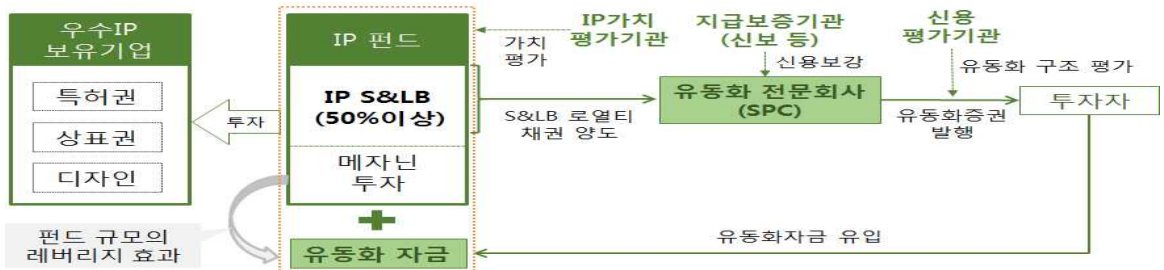 우수IP
보유기업
특허권
상표권
디자인
투자
IP 펀드
IP S&LB
(50%이상)
메자닌
투자
유동화 자금
펀드 규모의
레버리지 효과
가치
평가
IP가치
평가기관
지급보증기관
(신보 등)
신용
평가기관
신용보강
유동화 구조 평가
S&LB 로열티
채권 양도
유동화 전문회사
(SPC)
유동화증권
발행
투자자
유동화자금 유입